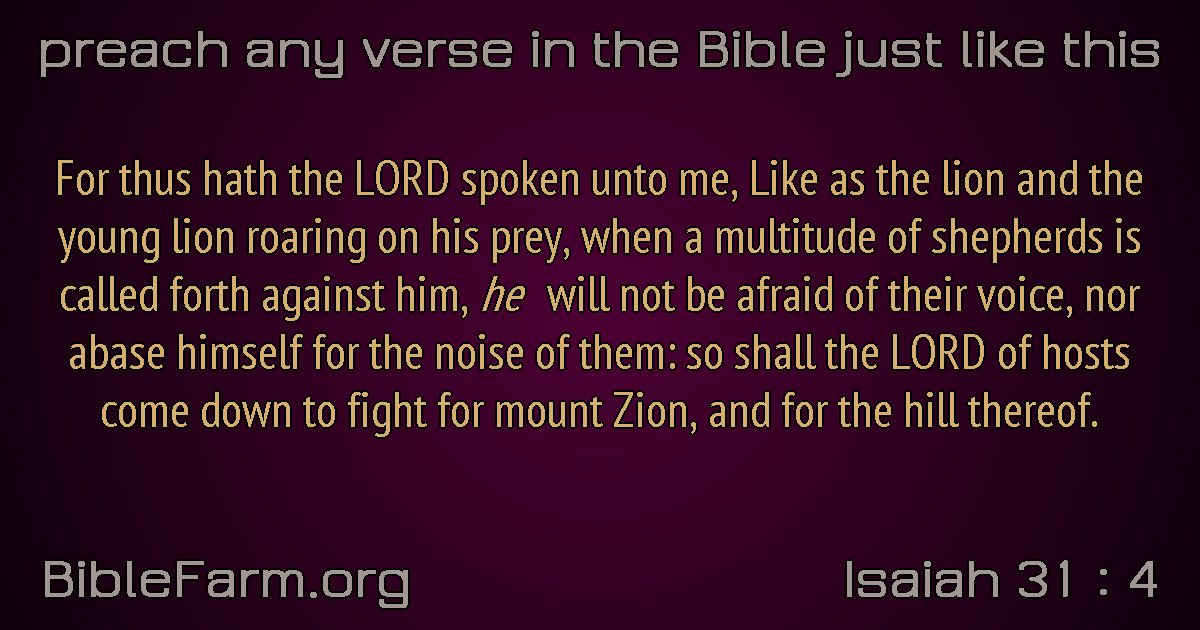 preach any verse in the Bible just like this
For thus hath the LORD spoken unto me, Like as the lion and the
young lion roaring on his prey, when a multitude of shepherds is
called forth against him, he will not be afraid of their voice, nor
abase himself for the noise of them: so shall the LORD of hosts
come down to fight for mount Zion, and for the hill thereof.
BibleFarm.org
Isaiah 31 : 4